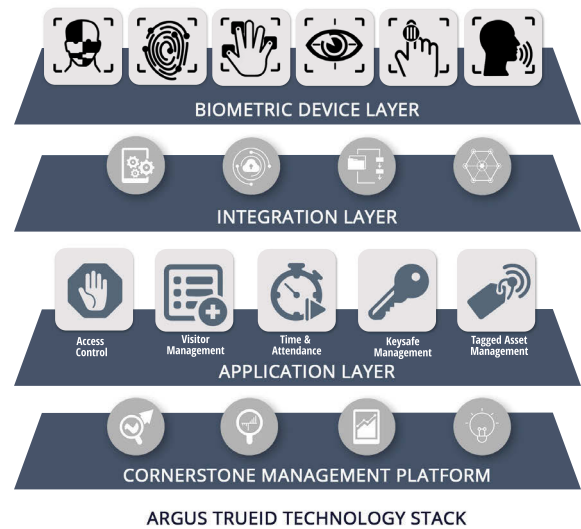 BIOMETRIC DEVICE LAYER
INTEGRATION LAYER
Access
Control
Visitor
Management
Time &
Attendance
Keysafe
Management
Tagged Asset
Management
APPLICATION LAYER
CORNERSTONE MANAGEMENT PLATFORM
ARGUS TRUEID TECHNOLOGY STACK